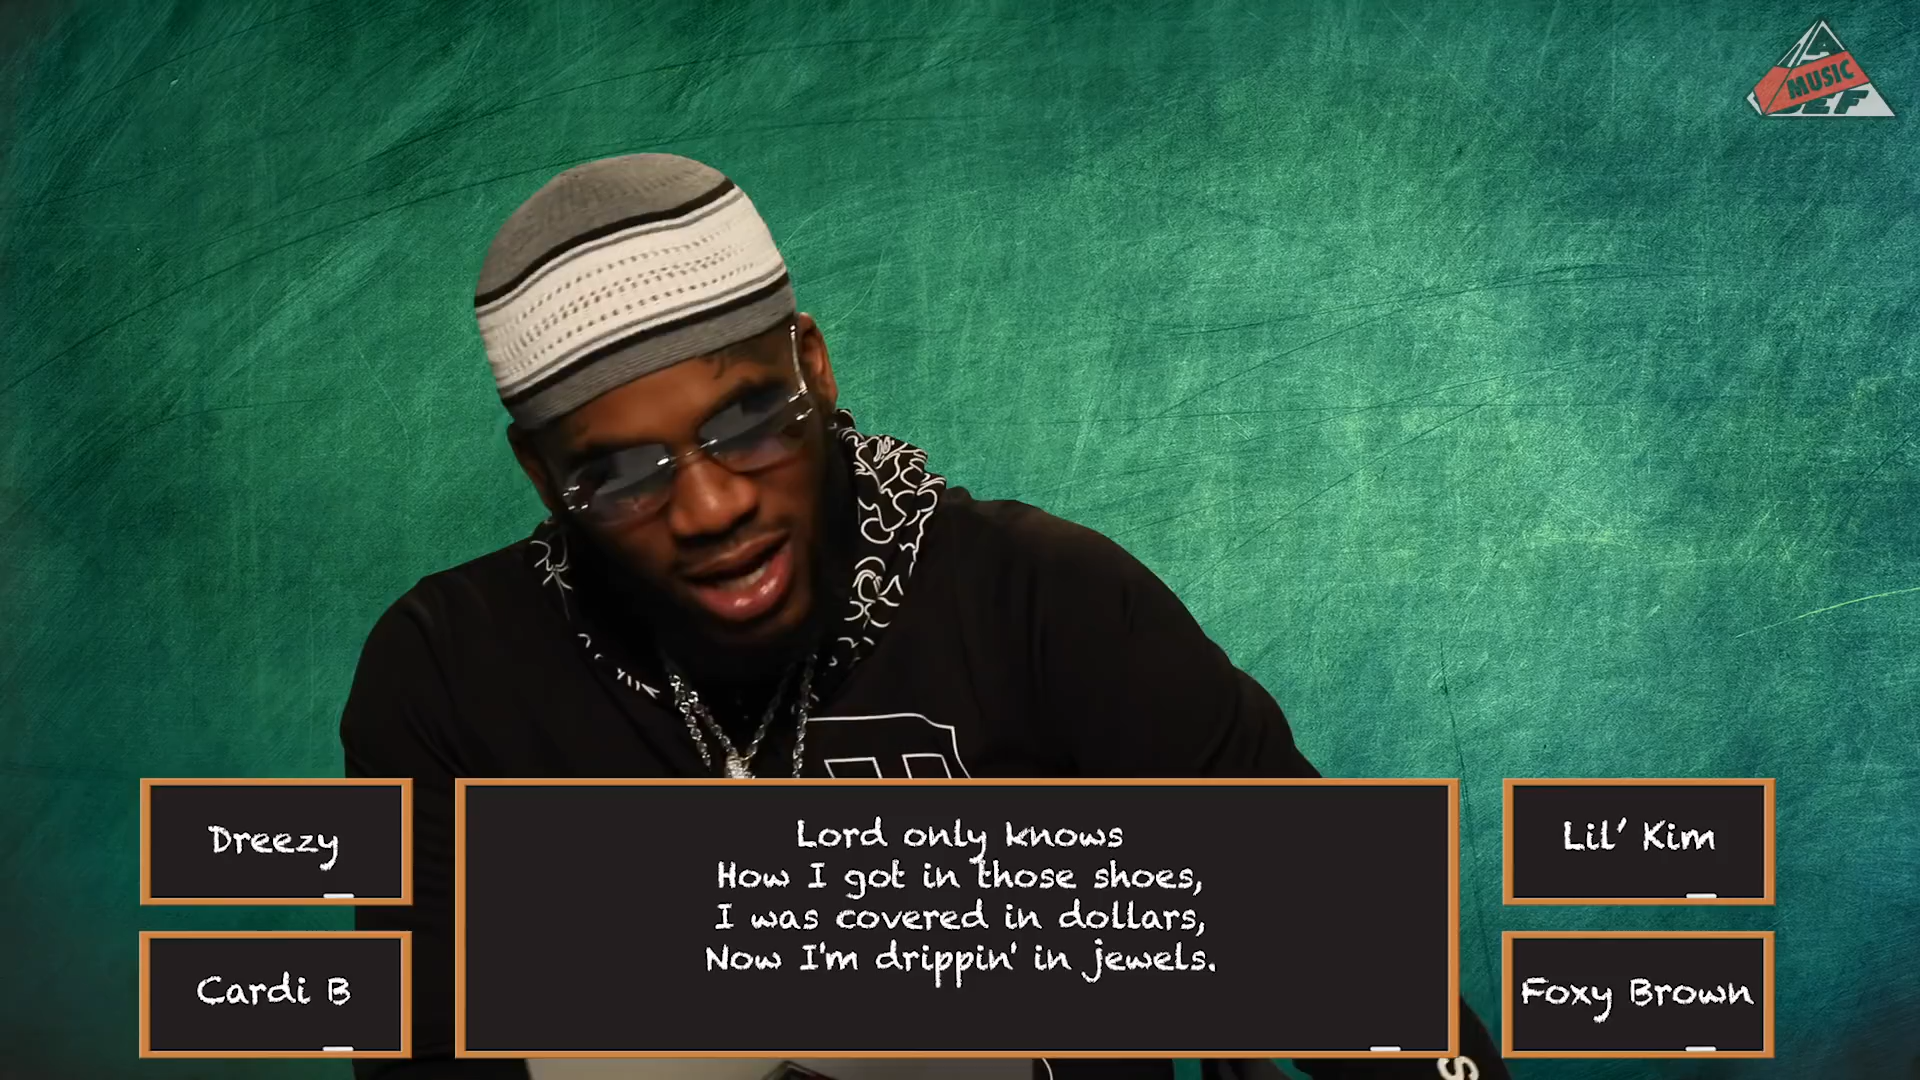 MUSIC
Dreezy
Lord only knows
How I got in those shoes,
I was covered in dollars,
Now I'm drippin' in jewels.
Lil’ Kim
Cardi B
Foxy Brown